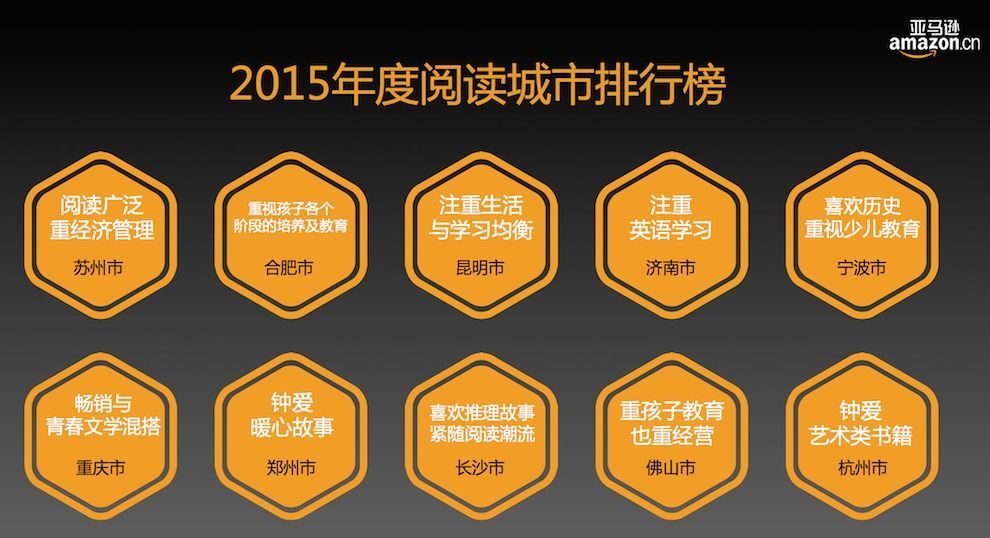 亚马逊
amazon.cn
2015年度阅读城市排行榜
阅读广泛
重经济管理
苏州市
重视孩子各个
阶段的培养及教育
合肥市
注重生活
与学习均衡
昆明市
注重
英语学习
济南市
喜欢历史
重视少儿教育
宁波市
畅销与
青春文学混搭
重庆市
钟爱
暖心故事
郑州市
喜欢推理故事
紧随阅读潮流
长沙市
重孩子教育
也重经营
佛山市
钟爱
艺术类书籍
杭州市